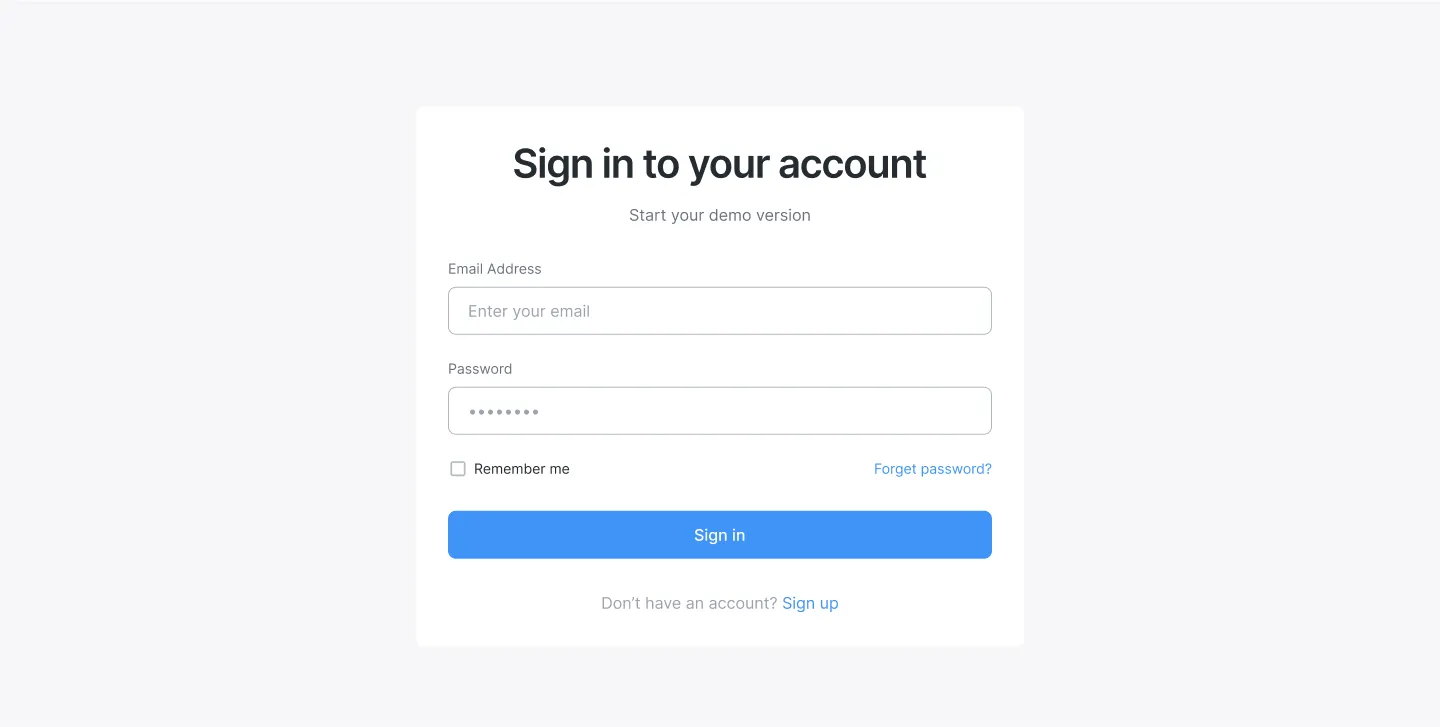 Sign in to your account
Start your demo version
Email Address
Enter your email
Password
••••••••
Remember me
Forget password?
Sign in
Don’t have an account? Sign up